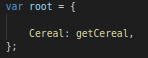 var root = {
Cereal: getCereal,
};